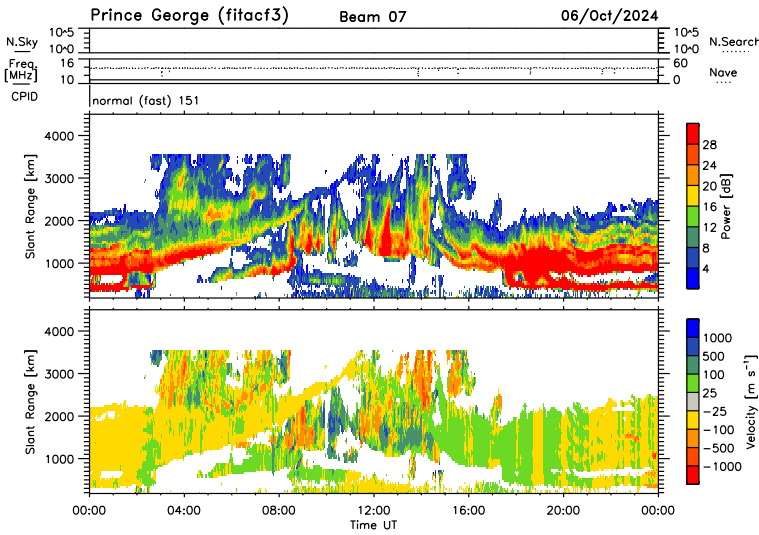 Prince George (fitacf3) Beam 07 06/Oct/2024
N.Sky 10^5 10^5 N.Search
10^0 10^0
Freq. 16 60
[MHz] 10 0 Nave
CPID normal (fast) 151
4000
3000
2000
1000
Slant Range [km]
28
24
20
16
12
8
4
Power [dB]
4000
3000
2000
1000
Slant Range [km]
1000
500
100
25
-25
-100
-500
-1000
Velocity [m s^-1]
00:00 04:00 08:00 12:00 16:00 20:00 00:00
Time UT